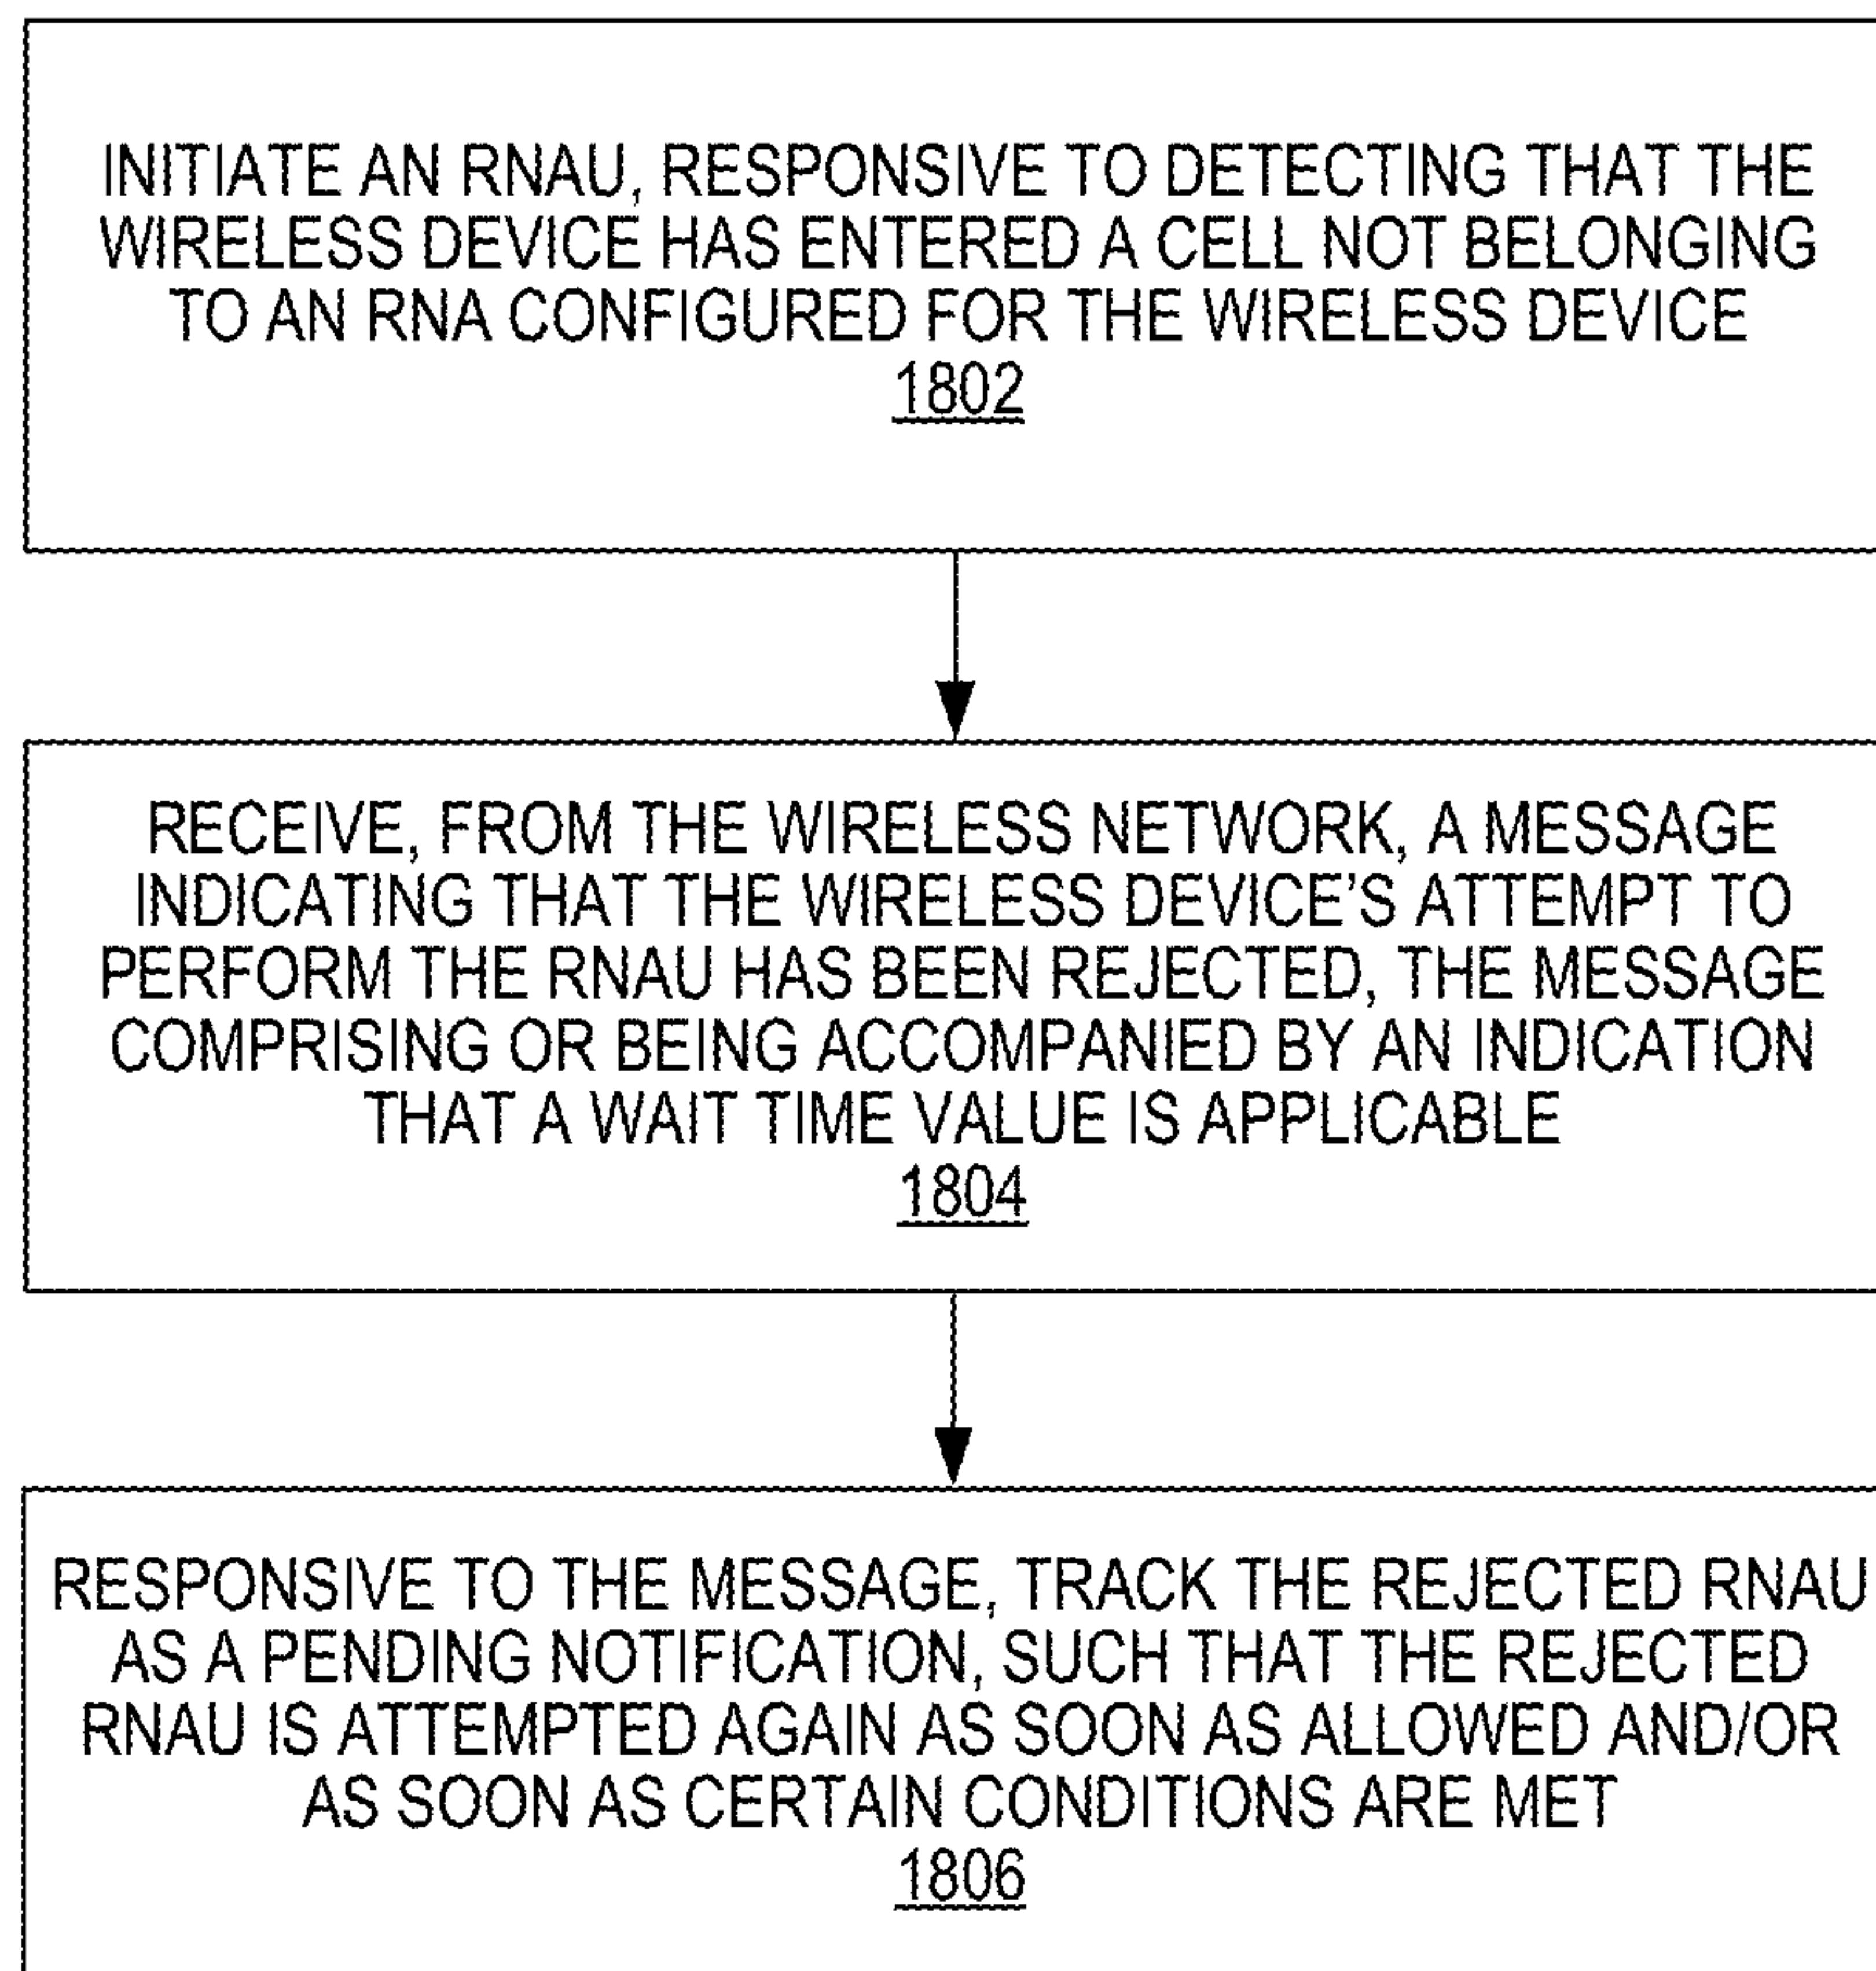 INITIATE AN RNAU, RESPONSIVE TO DETECTING THAT THE
WIRELESS DEVICE HAS ENTERED A CELL NOT BELONGING
TO AN RNA CONFIGURED FOR THE WIRELESS DEVICE
1802
RECEIVE, FROM THE WIRELESS NETWORK, A MESSAGE
INDICATING THAT THE WIRELESS DEVICE'S ATTEMPT TO
PERFORM THE RNAU HAS BEEN REJECTED, THE MESSAGE
COMPRISING OR BEING ACCOMPANIED BY AN INDICATION
THAT A WAIT TIME VALUE IS APPLICABLE
1804
RESPONSIVE TO THE MESSAGE, TRACK THE REJECTED RNAU
AS A PENDING NOTIFICATION, SUCH THAT THE REJECTED
RNAU IS ATTEMPTED AGAIN AS SOON AS ALLOWED AND/OR
AS SOON AS CERTAIN CONDITIONS ARE MET
1806